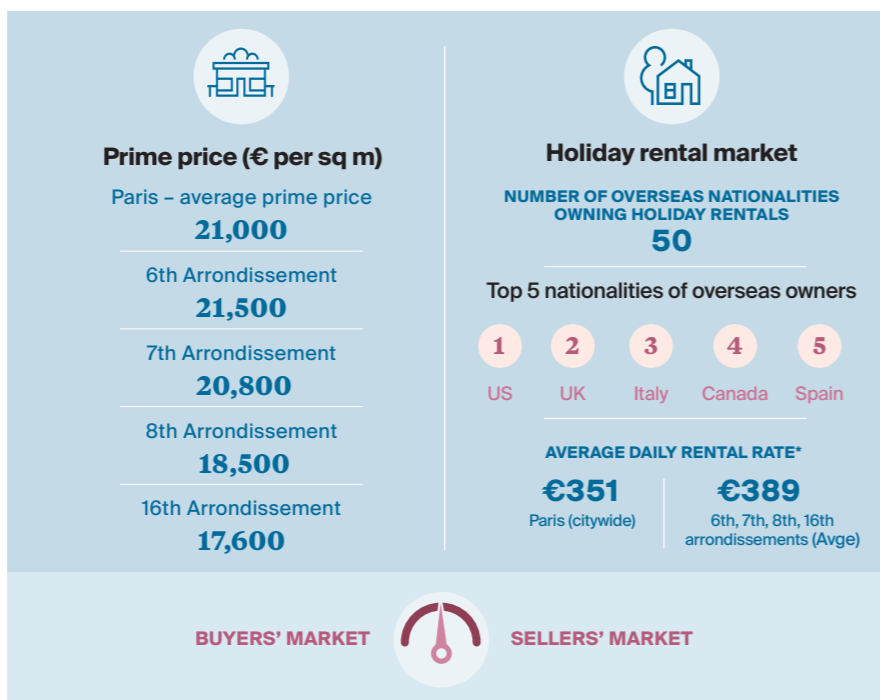 Prime price (€ per sq m)
Paris – average prime price
21,000
6th Arrondissement
21,500
7th Arrondissement
20,800
8th Arrondissement
18,500
16th Arrondissement
17,600
Holiday rental market
NUMBER OF OVERSEAS NATIONALITIES
OWNING HOLIDAY RENTALS
50
Top 5 nationalities of overseas owners
1 2 3 4 5
US UK Italy Canada Spain
AVERAGE DAILY RENTAL RATE*
€351
Paris (citywide)
€389
6th, 7th, 8th, 16th
arrondissements (Avge)
BUYERS’ MARKET
SELLERS’ MARKET